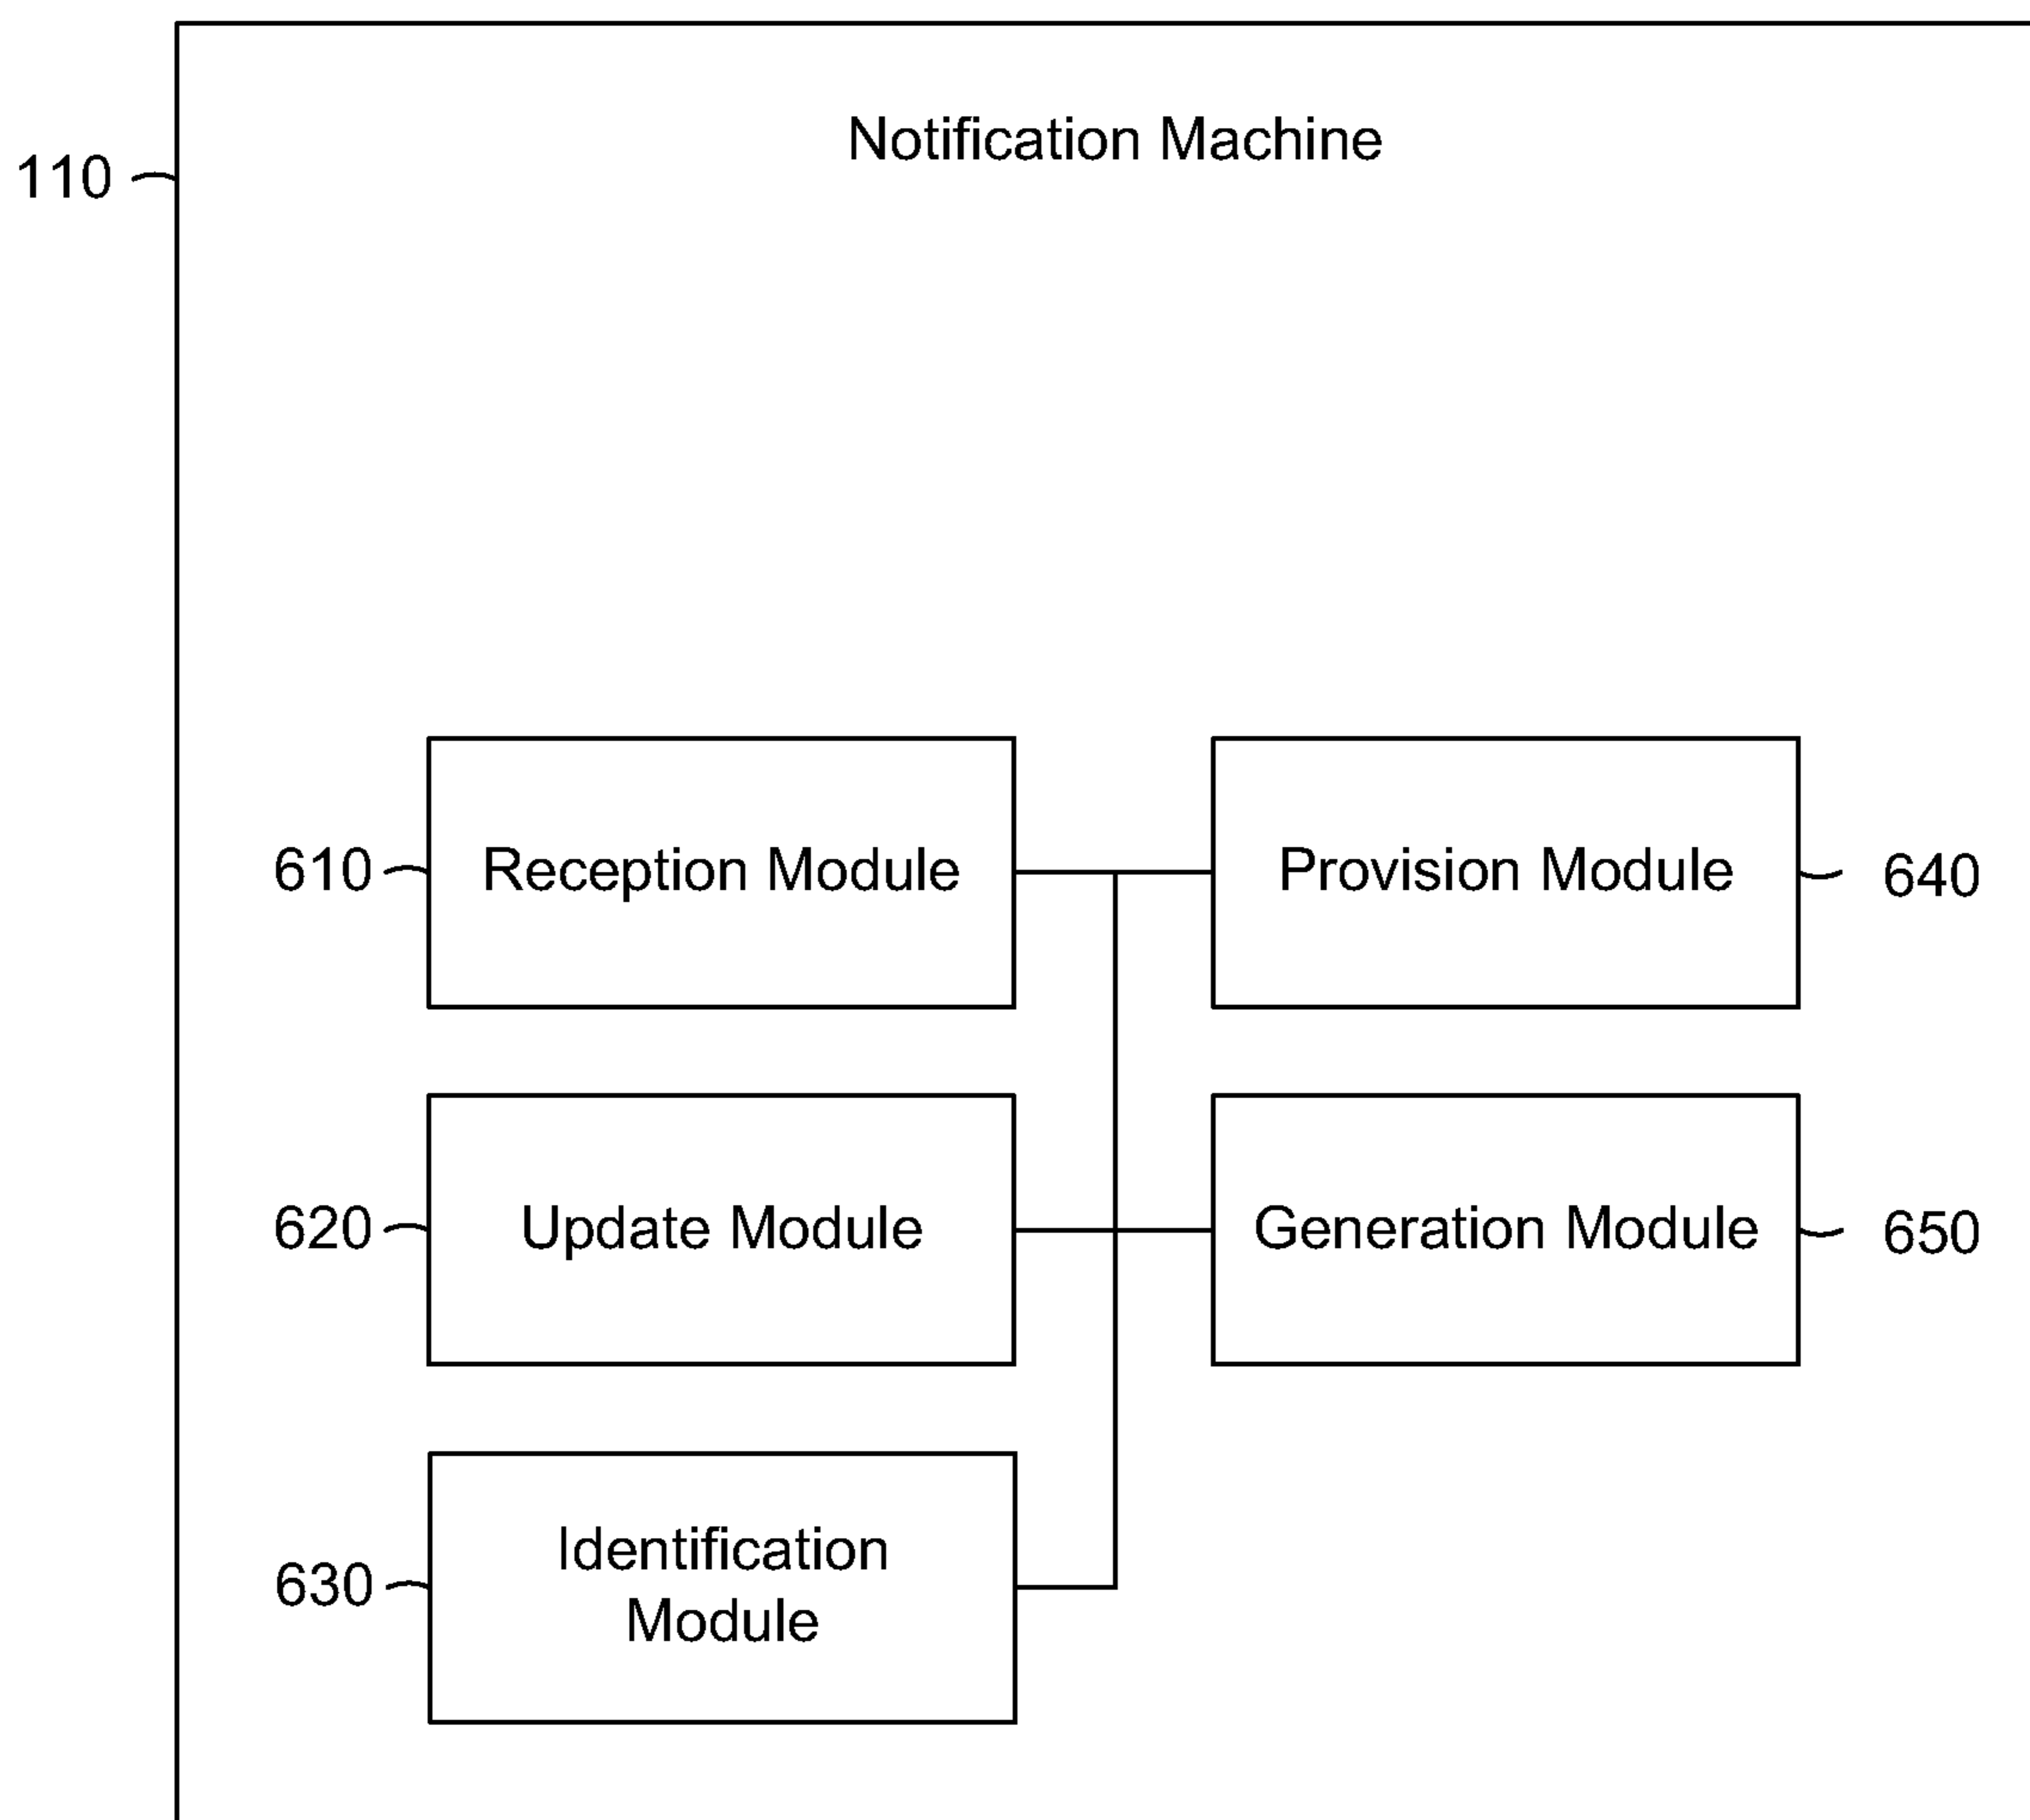 Notification Machine
110
610
Reception Module
Provision Module
640
620
Update Module
Generation Module
650
630
Identification
Module